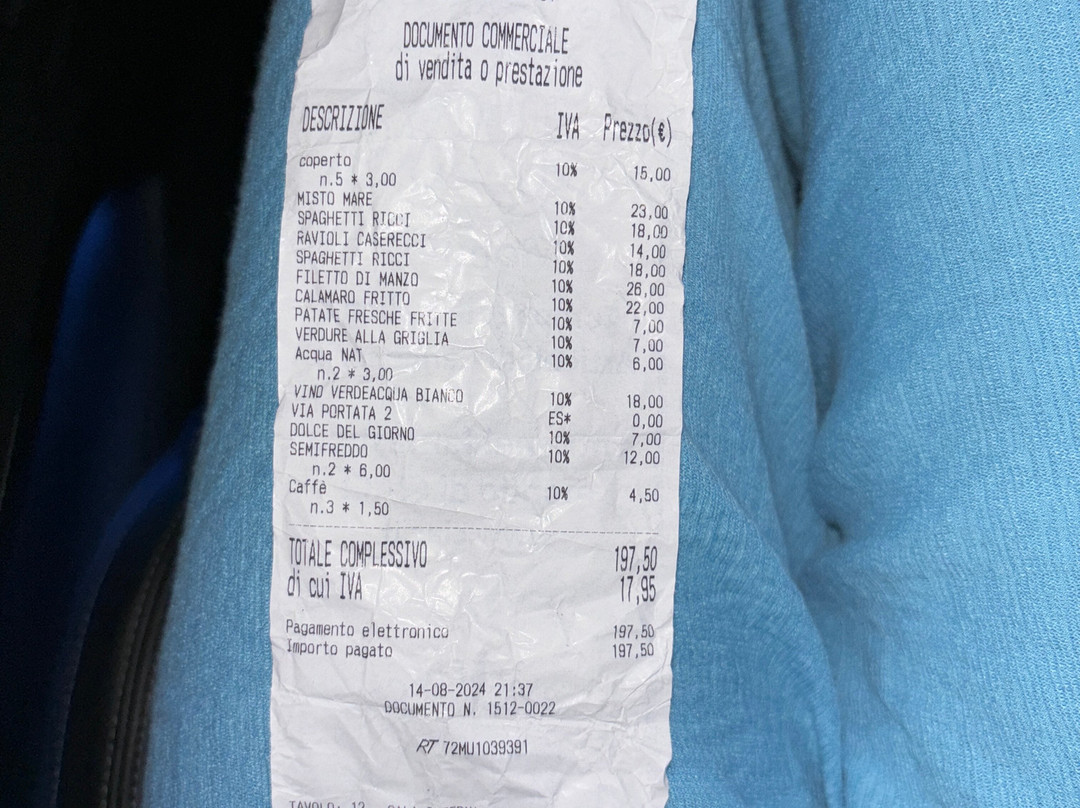 DOCUMENTO COMMERCIALE
di vendita o prestazione
DESCRIZIONE IVA Prezzo(€)
coperto 10% 15,00
n.5 * 3,00
MISTO MARE 10% 23,00
SPAGHETTI RICCI 10% 18,00
RAVIOLI CASERECCI 10% 14,00
SPAGHETTI RICCI 10% 18,00
FILETTO DI MANZO 10% 26,00
CALAMARO FRITTO 10% 22,00
PATATE FRESCHE FRITTE 10% 7,00
VERDURE ALLA GRIGLIA 10% 7,00
Acqua NAT 10% 6,00
n.2 * 3,00
VINO VERDEACQUA BIANCO 10% 18,00
VIA PORTATA 2 ES* 0,00
DOLCE DEL GIORNO 10% 7,00
SEMIFREDDO 10% 12,00
n.2 * 6,00
Caffè 10% 4,50
n.3 * 1,50
TOTALE COMPLESSIVO 197,50
di cui IVA 17,95
Pagamento elettronico 197,50
Importo pagato 197,50
14-08-2024 21:37
DOCUMENTO N. 1512-0022
RT 72MU1039391
TAVOLO: 12